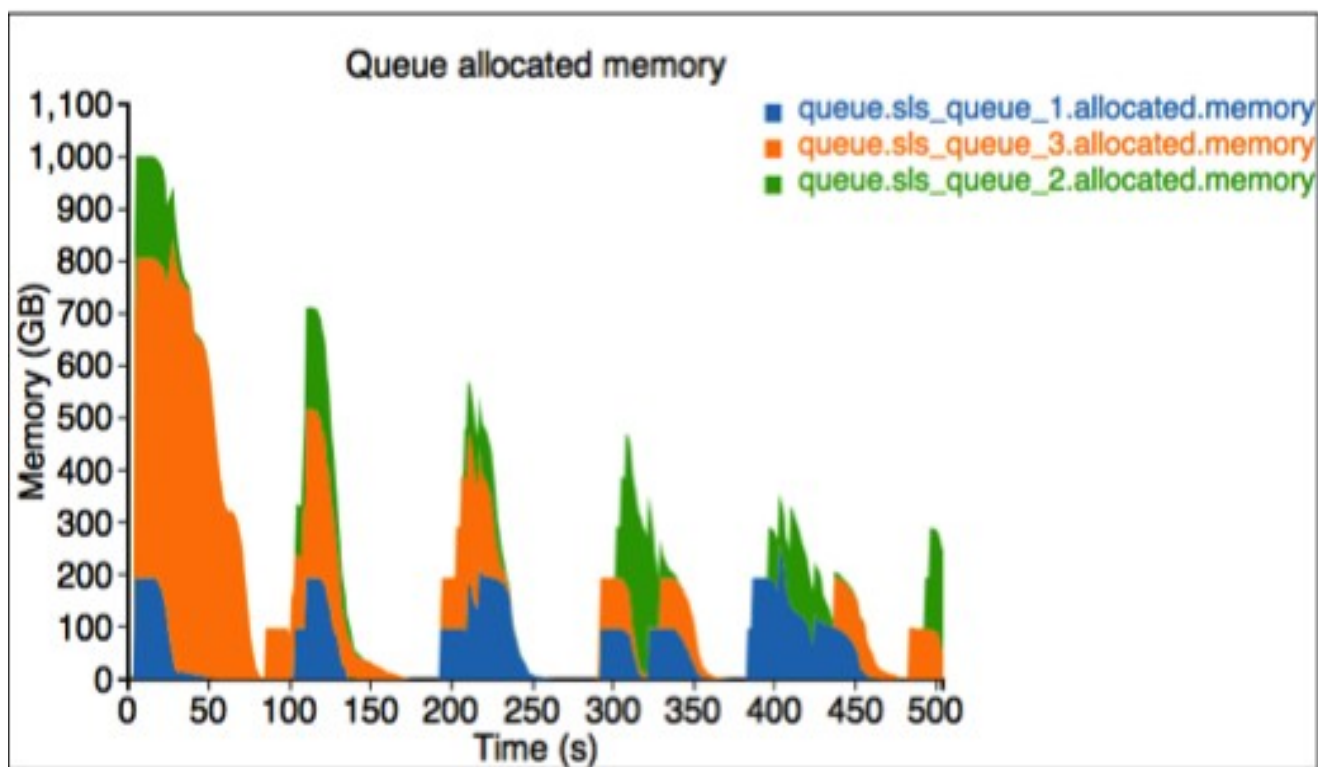 Queue allocated memory
queue.sls_queue_1.allocated.memory
queue.sls_queue_3.allocated.memory
queue.sls_queue_2.allocated.memory
Memory (GB)
1,100
1,000
900
800
700
600
500
400
300
200
100
0
0 50 100 150 200 250 300 350 400 450 500
Time (s)